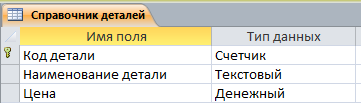 Справочник деталей
Имя поля Тип данных
Код детали Счетчик
Наименование детали Текстовый
Цена Денежный